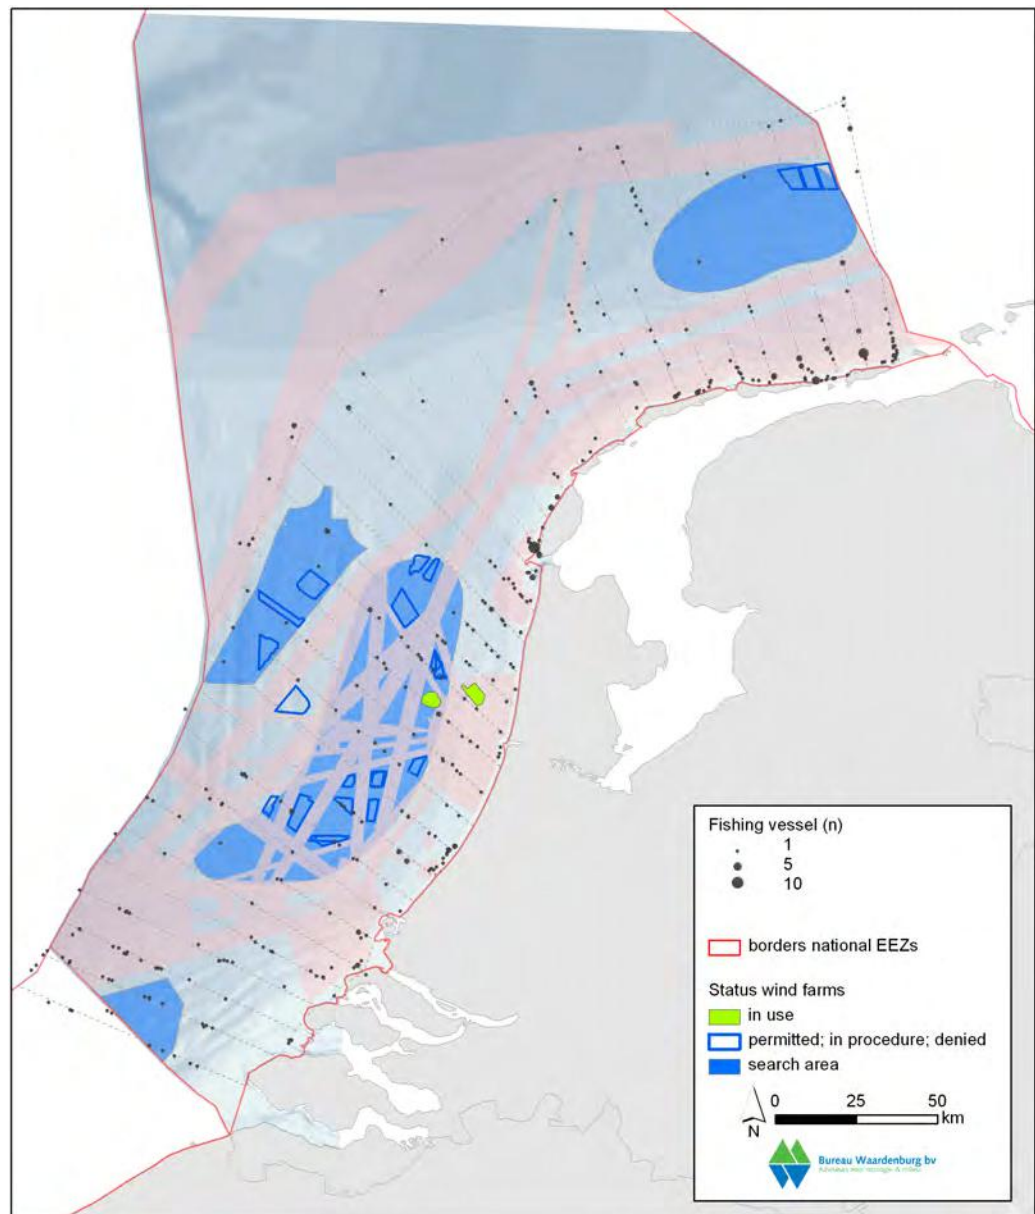 Fishing vessel (n)
1
5
10
borders national EEZs
Status wind farms
in use
permitted; in procedure; denied
search area
0 25 50
km
N
Bureau Waardenburg bv